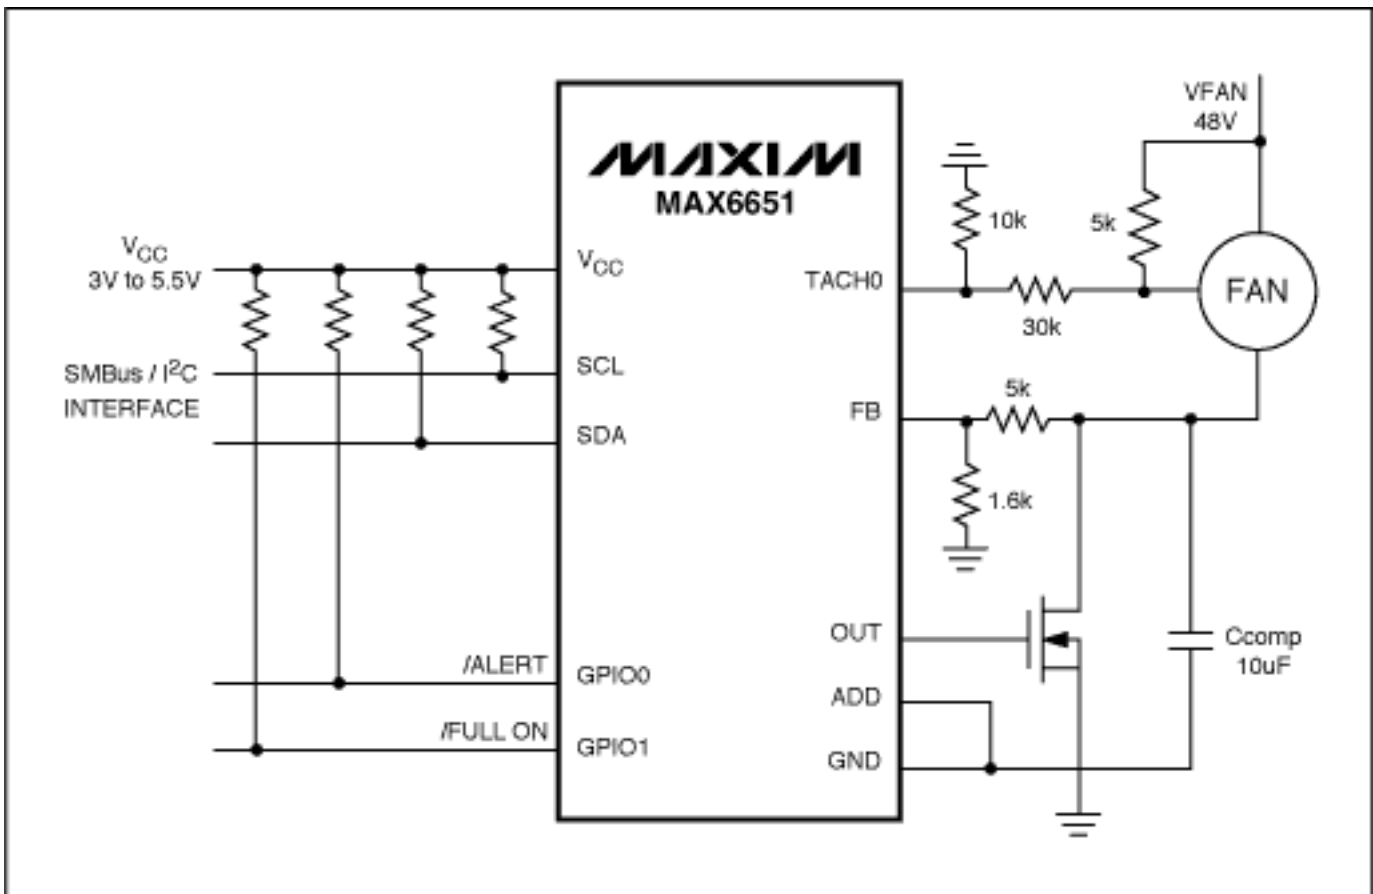 VFAN
48V
MAXIM
MAX6651
10k
5k
VCC
3V to 5.5V
VCC
TACH0
FAN
30k
SMBus / I2C
INTERFACE
SCL
5k
FB
SDA
1.6k
OUT
Ccomp
10uF
/ALERT
GPIO0
ADD
/FULL ON
GPIO1
GND